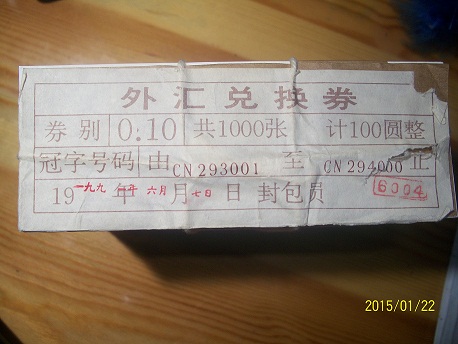 外汇兑换券
券别 0:10 共1000张 计100圆整
冠字号码 由 CN 293001 至 CN 294000 止
19 一九九 年 六月 月 七日 日 封包员 6304
2015/01/22